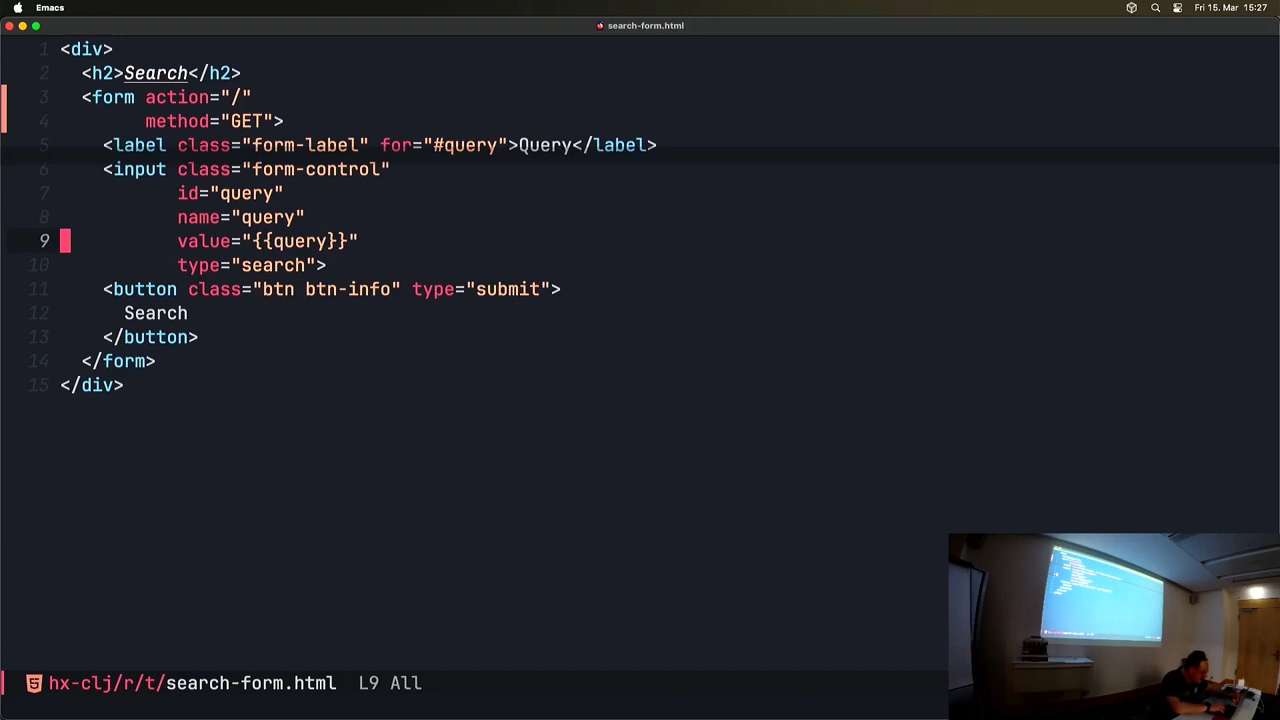 Emacs
Fri 15. Mar 15:27
search-form.html
1 <div>
2   <h2>Search</h2>
3   <form action="/"
4         method="GET">
5     <label class="form-label" for="#query">Query</label>
6     <input class="form-control"
7            id="query"
8            name="query"
9            value="{{query}}"
10            type="search">
11     <button class="btn btn-info" type="submit">
12       Search
13     </button>
14   </form>
15 </div>
hx-clj/r/t/search-form.html L9 All